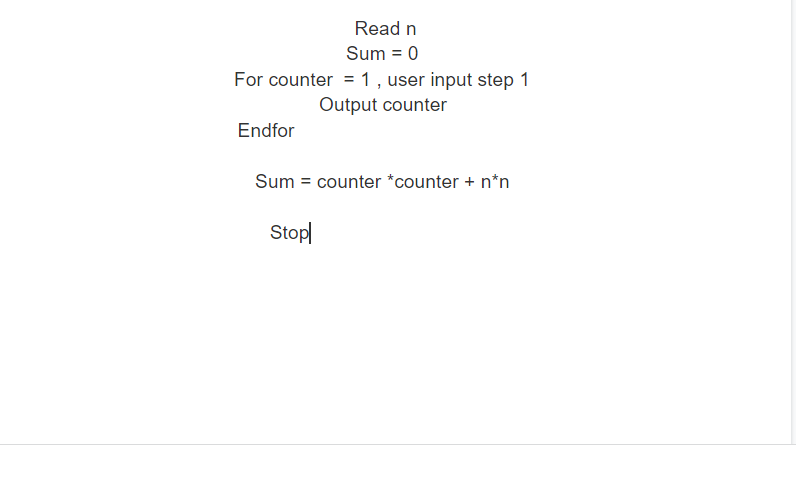 Read n
Sum = 0
For counter  = 1 , user input step 1
Output counter
Endfor
Sum = counter *counter + n*n
Stop